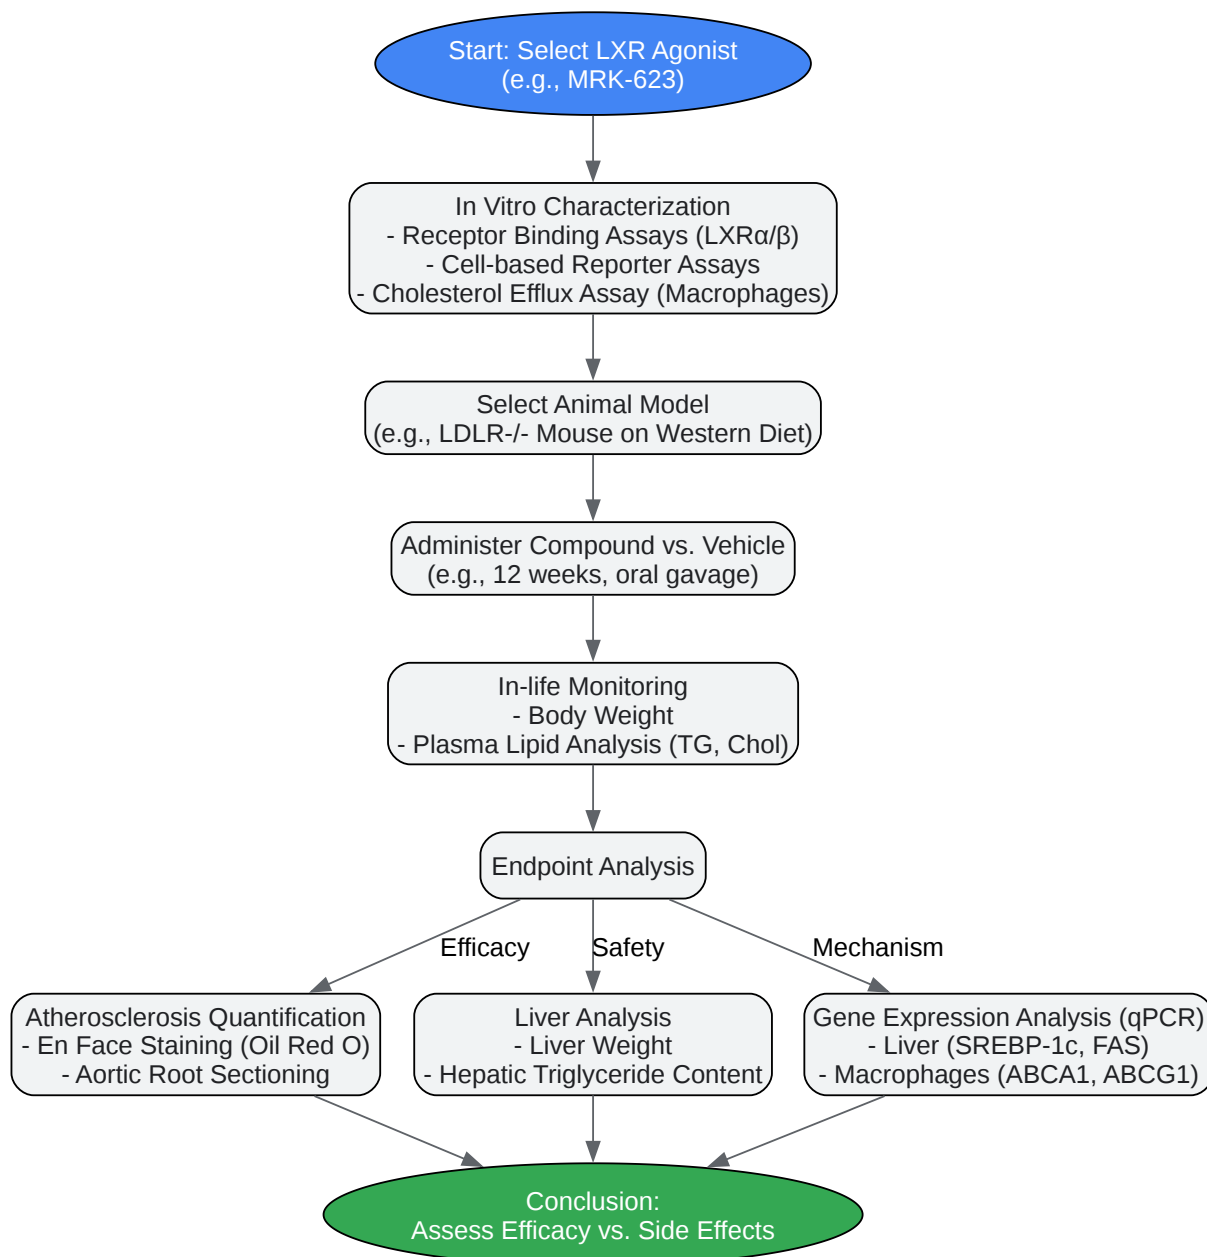 Start: Select LXR Agonist
(e.g., MRK-623)
In Vitro Characterization
- Receptor Binding Assays (LXRα/β)
- Cell-based Reporter Assays
- Cholesterol Efflux Assay (Macrophages)
Select Animal Model
(e.g., LDLR-/- Mouse on Western Diet)
Administer Compound vs. Vehicle
(e.g., 12 weeks, oral gavage)
In-life Monitoring
- Body Weight
- Plasma Lipid Analysis (TG, Chol)
Endpoint Analysis
Efficacy
Safety
Mechanism
Atherosclerosis Quantification
- En Face Staining (Oil Red O)
- Aortic Root Sectioning
Liver Analysis
- Liver Weight
- Hepatic Triglyceride Content
Gene Expression Analysis (qPCR)
- Liver (SREBP-1c, FAS)
- Macrophages (ABCA1, ABCG1)
Conclusion:
Assess Efficacy vs. Side Effects